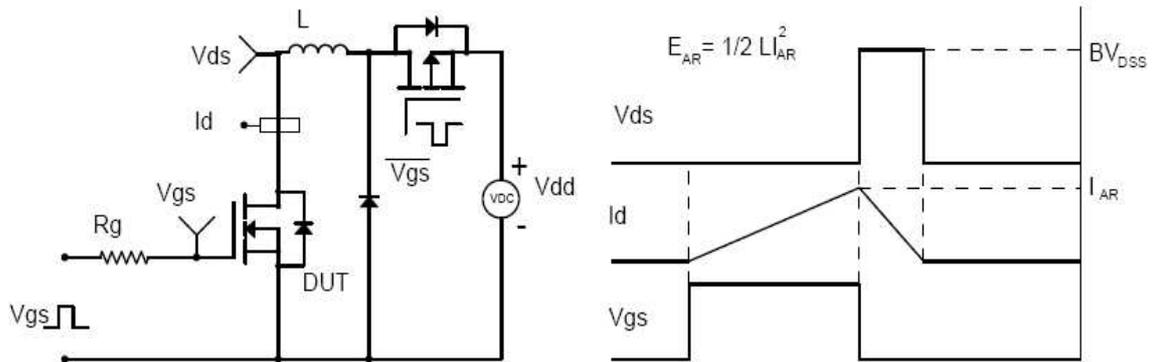 L
Vds
Id
Vgs
Vgs
+
Vdd
VDC
-
Rg
Vgs
DUT
E_AR = 1/2 LI_AR^2
BV_DSS
Vds
I_AR
Id
Vgs